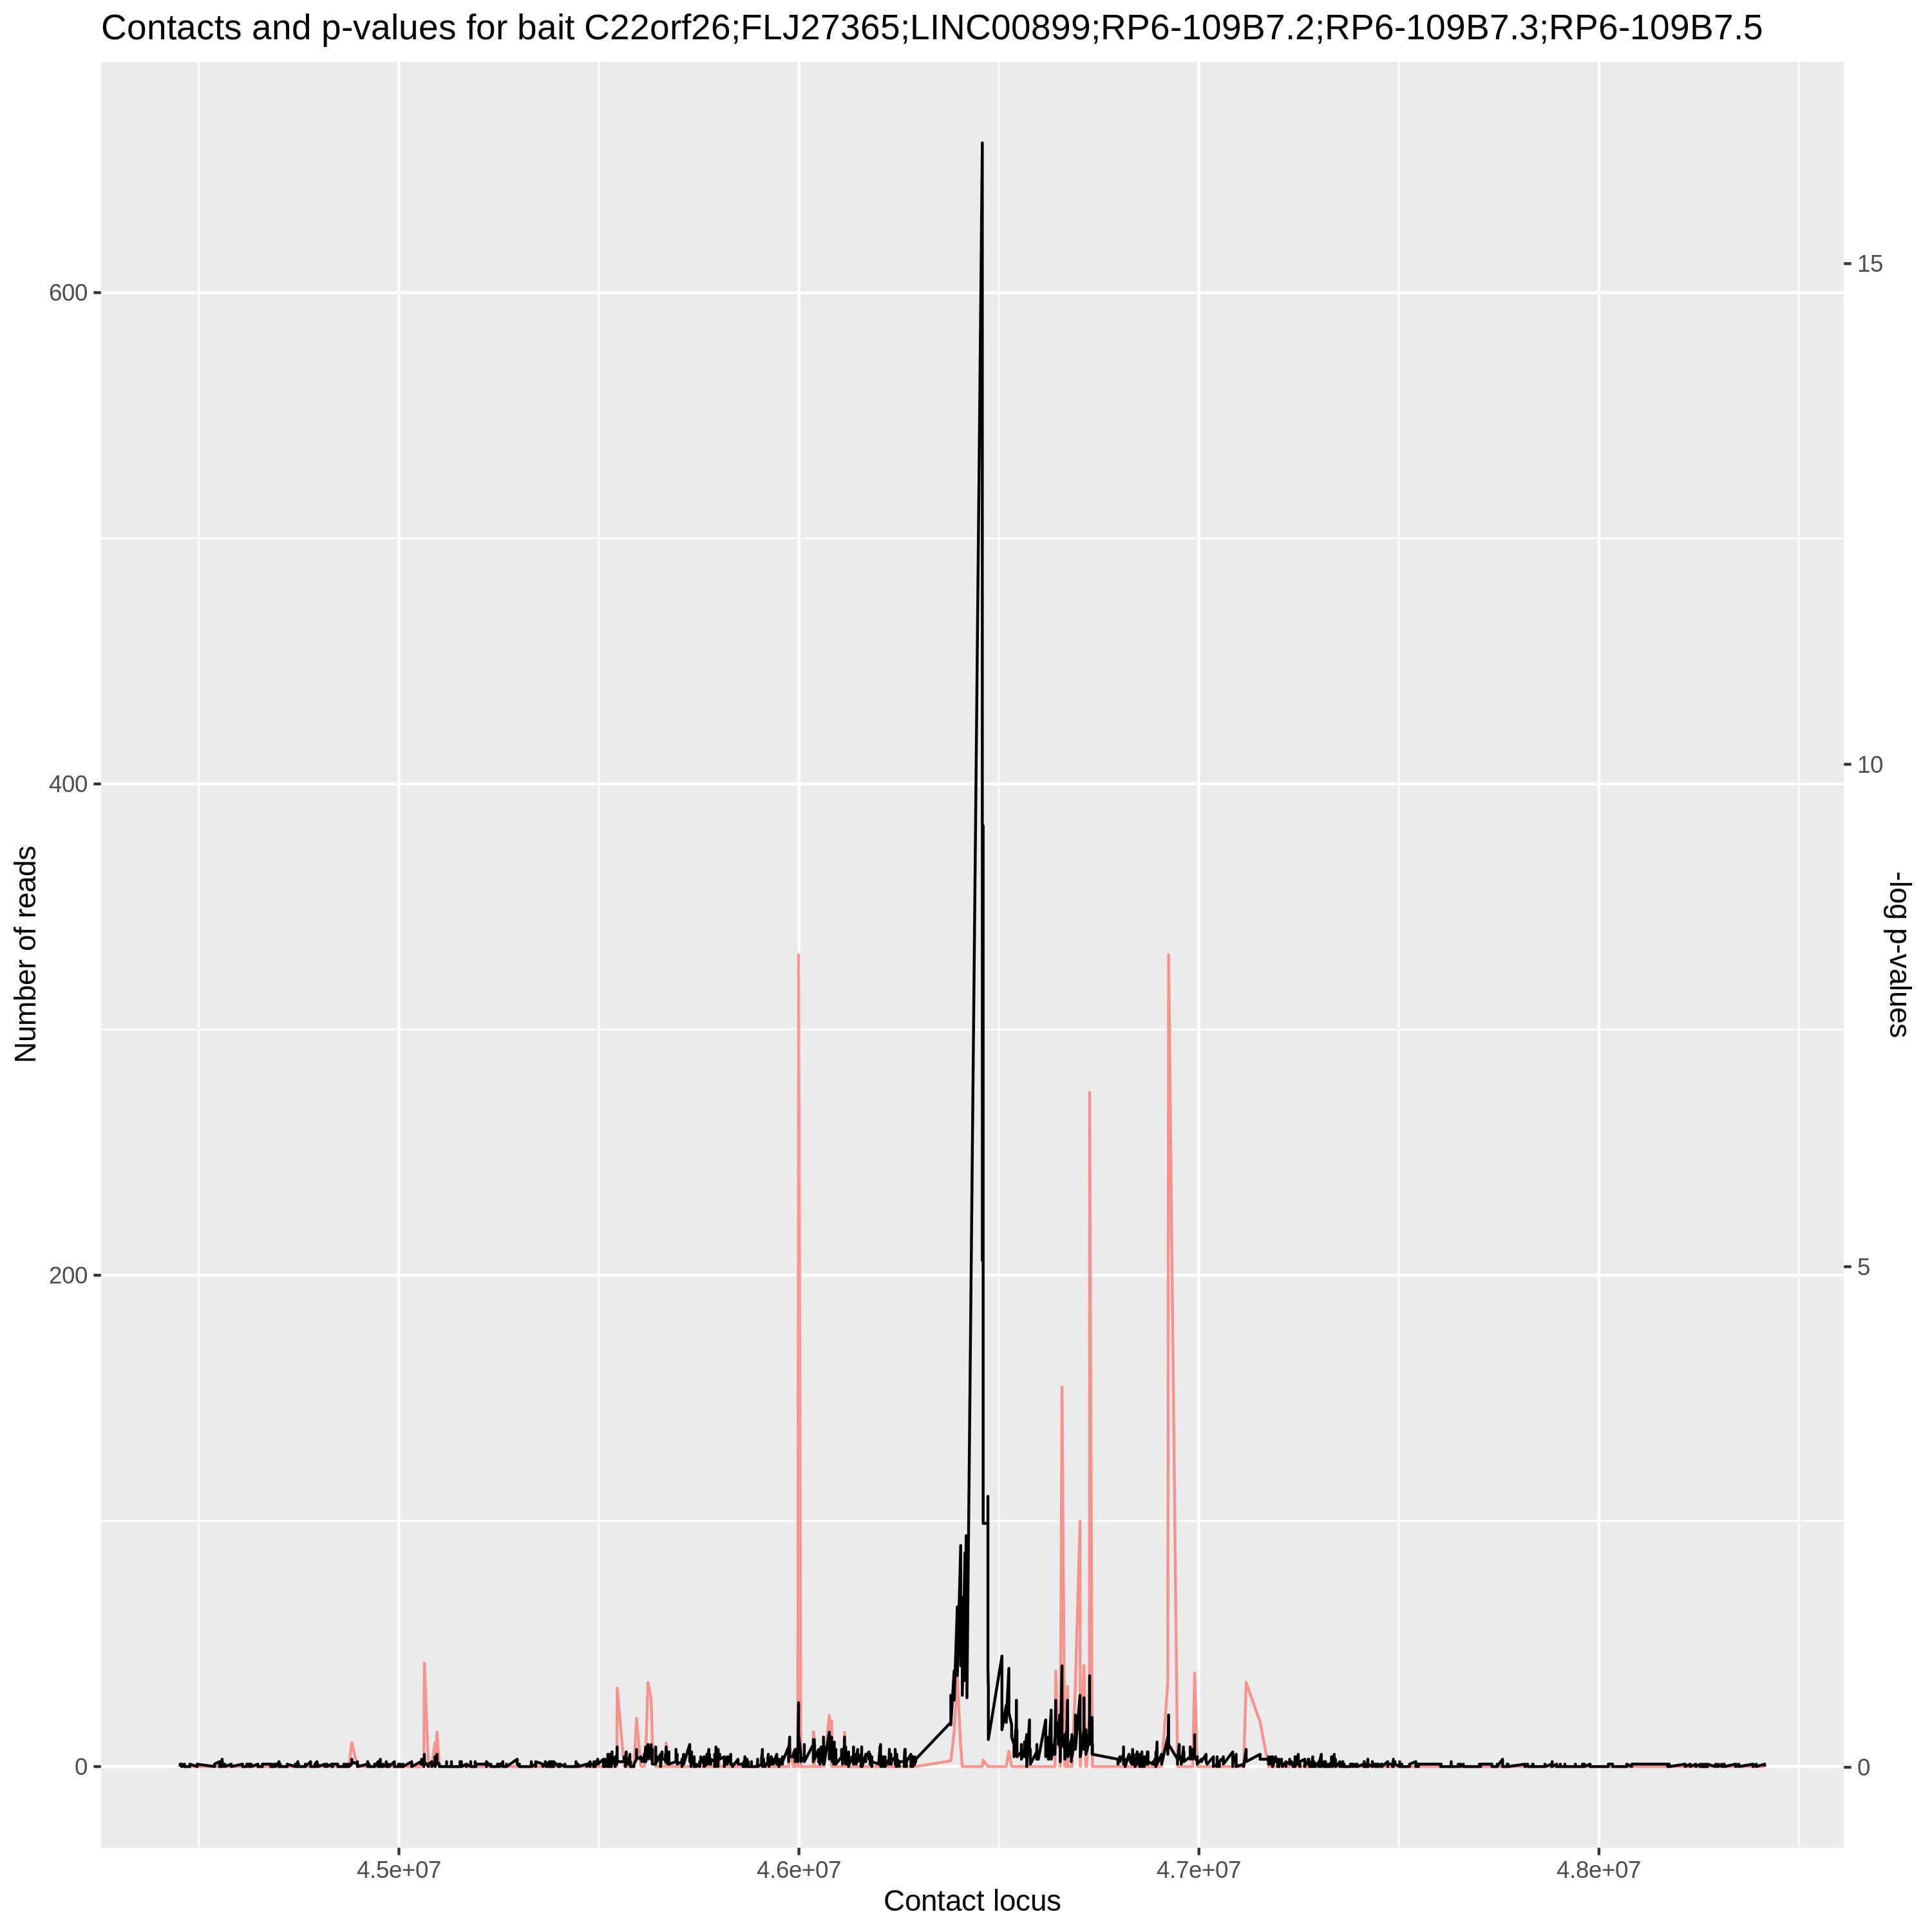 Contacts and p-values for bait C22orf26;FLJ27365;LINC00899;RP6-109B7.2;RP6-109B7.3;RP6-109B7.5
600
400
200
0
Number of reads
15
10
5
0
-log p-values
4.5e+07
4.6e+07
4.7e+07
4.8e+07
Contact locus